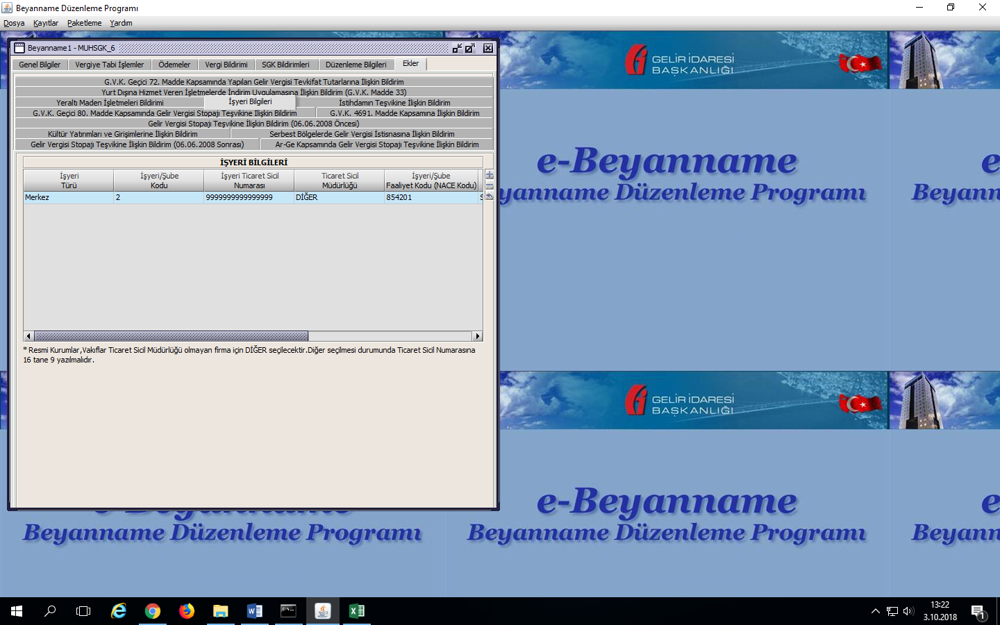 Beyanname Düzenleme Programı
Dosya Kayıtlar Paketleme Yardım
Beyanname1 - MUHSGK_6
Genel Bilgiler Vergiye Tabi İşlemler Ödemeler Vergi Bildirimi SGK Bildirimleri Düzenleme Bilgileri Ekler
G.V.K. Geçici 72. Madde Kapsamında Yapılan Gelir Vergisi Tevkifat Tutarlarına İlişkin Bildirim
Yurt Dışına Hizmet Veren İşletmelerde İndirim Uygulamasına İlişkin Bildirim (G.V.K. Madde 33)
Yeraltı Maden İşletmeleri Bildirimi İşyeri Bilgileri İstihdamın Teşvikine İlişkin Bildirim
G.V.K. Geçici 80. Madde Kapsamında Gelir Vergisi Stopajı Teşvikine İlişkin Bildirim G.V.K. 4691. Madde Kapsamına İlişkin Bildirim
Gelir Vergisi Stopajı Teşvikine İlişkin Bildirim (06.06.2008 Öncesi)
Kültür Yatırımları ve Girişimlerine İlişkin Bildirim Serbest Bölgelerde Gelir Vergisi İstisnasına İlişkin Bildirim
Gelir Vergisi Stopajı Teşvikine İlişkin Bildirim (06.06.2008 Sonrası) Ar-Ge Kapsamında Gelir Vergisi Stopajı Teşvikine İlişkin Bildirim
İŞYERİ BİLGİLERİ
İşyeri Türü İşyeri/Şube Kodu İşyeri Ticaret Sicil Numarası Ticaret Sicil Müdürlüğü İşyeri/Şube Faaliyet Kodu (NACE Kodu)
Merkez 2 9999999999999999 DİĞER 854201
* Resmi Kurumlar,Vakıflar Ticaret Sicil Müdürlüğü olmayan firma için DİĞER seçilecektir.Diğer seçilmesi durumunda Ticaret Sicil Numarasına
16 tane 9 yazılmalıdır.
GELİR İDARESİ
BAŞKANLIĞI
e-Beyanname
yanname Düzenleme Programı
Beyann
GELİR İDARESİ
BAŞKANLIĞI
e-Beyanname
Beyanname Düzenleme Programı
e-Beyanname
Beyanname Düzenleme Programı
Beyann
13:22
3.10.2018
1